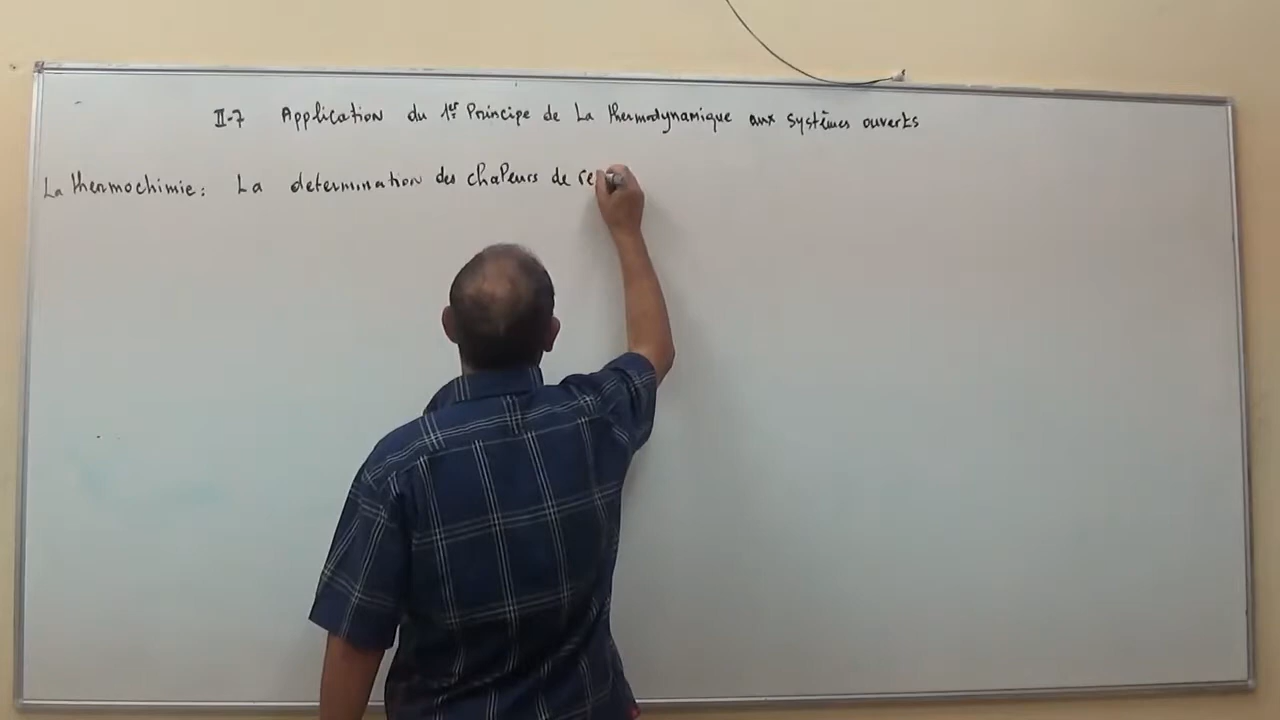 II-7 Application du 1er Principe de La thermodynamique aux systèmes ouverts
La thermochimie : La determination des chaleurs de re